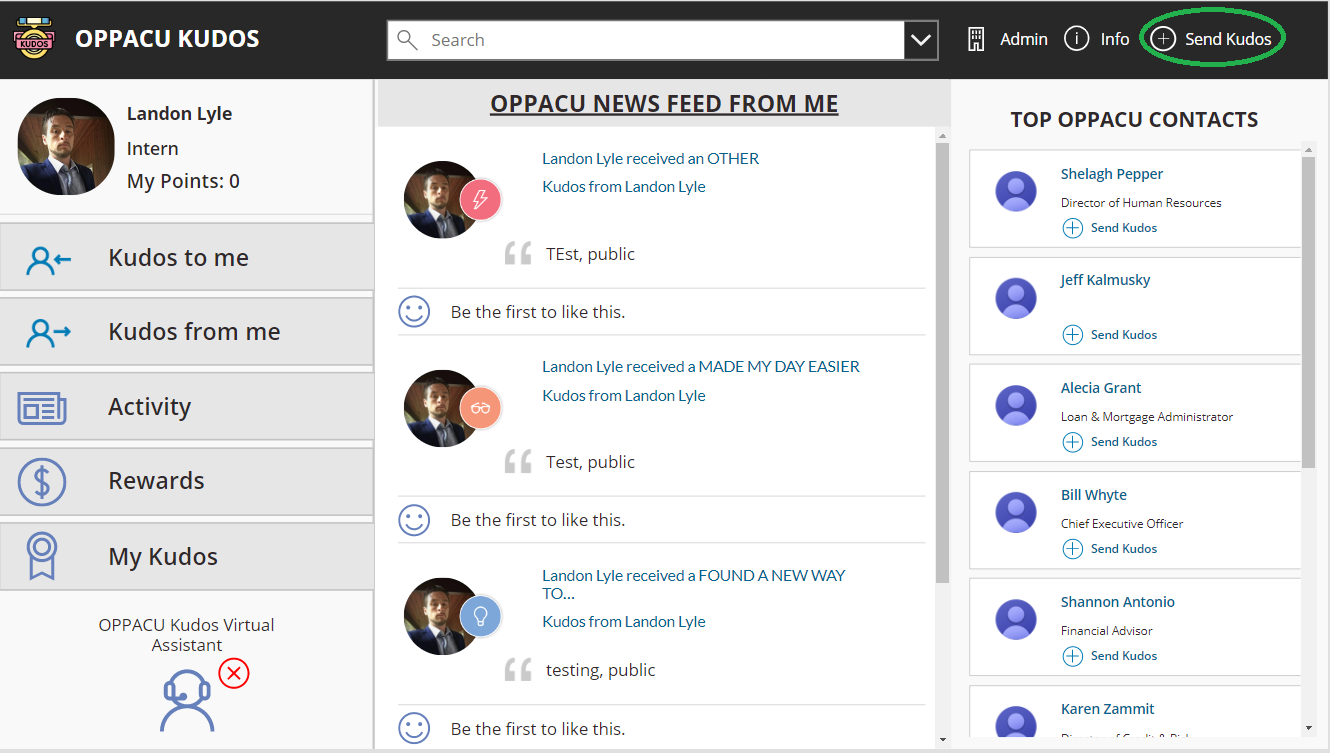 KUDOS
OPPACU KUDOS
Search
Admin
Info
Send Kudos
Landon Lyle
Intern
My Points: 0
Kudos to me
Kudos from me
Activity
Rewards
My Kudos
OPPACU Kudos Virtual
Assistant
OPPACU NEWS FEED FROM ME
Landon Lyle received an OTHER
Kudos from Landon Lyle
TEst, public
Be the first to like this.
Landon Lyle received a MADE MY DAY EASIER
Kudos from Landon Lyle
Test, public
Be the first to like this.
Landon Lyle received a FOUND A NEW WAY
TO...
Kudos from Landon Lyle
testing, public
Be the first to like this.
TOP OPPACU CONTACTS
Shelagh Pepper
Director of Human Resources
Send Kudos
Jeff Kalmusky
Send Kudos
Alecia Grant
Loan & Mortgage Administrator
Send Kudos
Bill Whyte
Chief Executive Officer
Send Kudos
Shannon Antonio
Financial Advisor
Send Kudos
Karen Zammit
Director of Credit & Risk